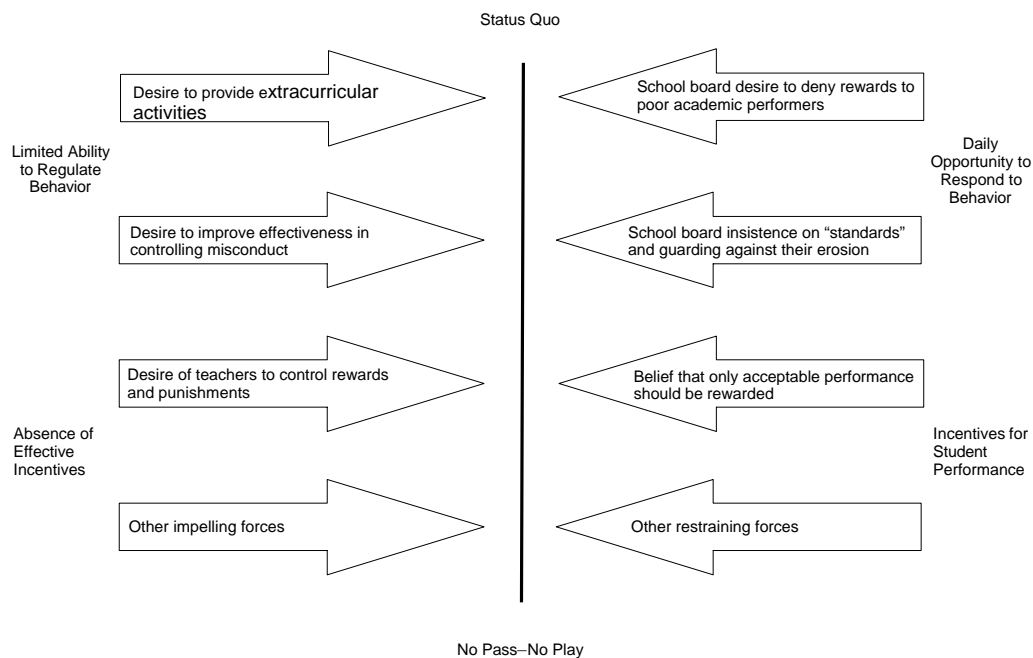 Status Quo
Desire to provide extracurricular
activities
School board desire to deny rewards to
poor academic performers
Limited Ability
to Regulate
Behavior
Daily
Opportunity to
Respond to
Behavior
Desire to improve effectiveness in
controlling misconduct
School board insistence on “standards”
and guarding against their erosion
Desire of teachers to control rewards
and punishments
Belief that only acceptable performance
should be rewarded
Absence of
Effective
Incentives
Incentives for
Student
Performance
Other impelling forces
Other restraining forces
No Pass–No Play